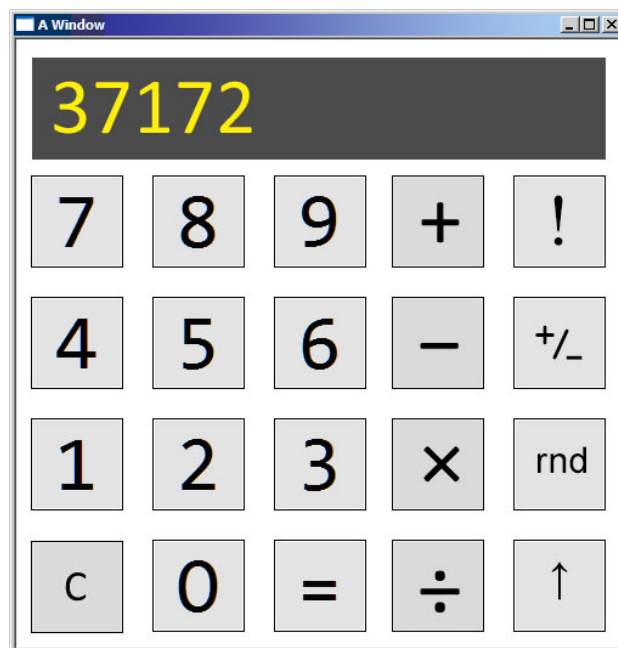 A Window
37172
7 8 9 + !
4 5 6 − +/−
1 2 3 × rnd
C 0 = ÷ ↑